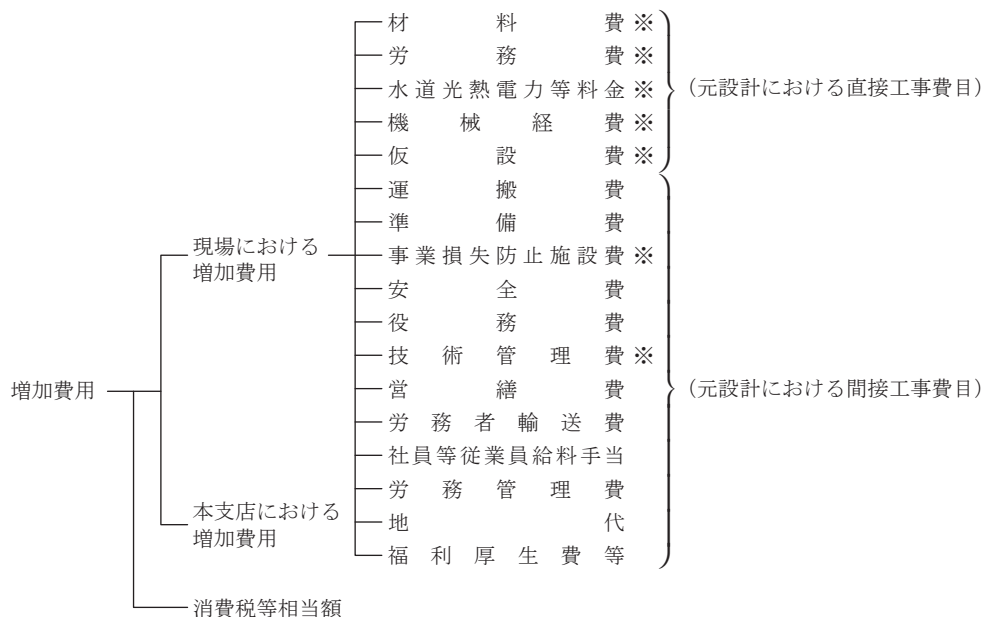 材料費※
労務費※
水道光熱電力等料金※
機械経費※
仮設費※
(元設計における直接工事費目)
運搬費
準備費
事業損失防止施設費※
安全費
役務費
技術管理費※
営繕費
労務者輸送費
社員等従業員給料手当
労務管理費
地代
福利厚生費等
(元設計における間接工事費目)
現場における
増加費用
増加費用
本支店における
増加費用
消費税等相当額